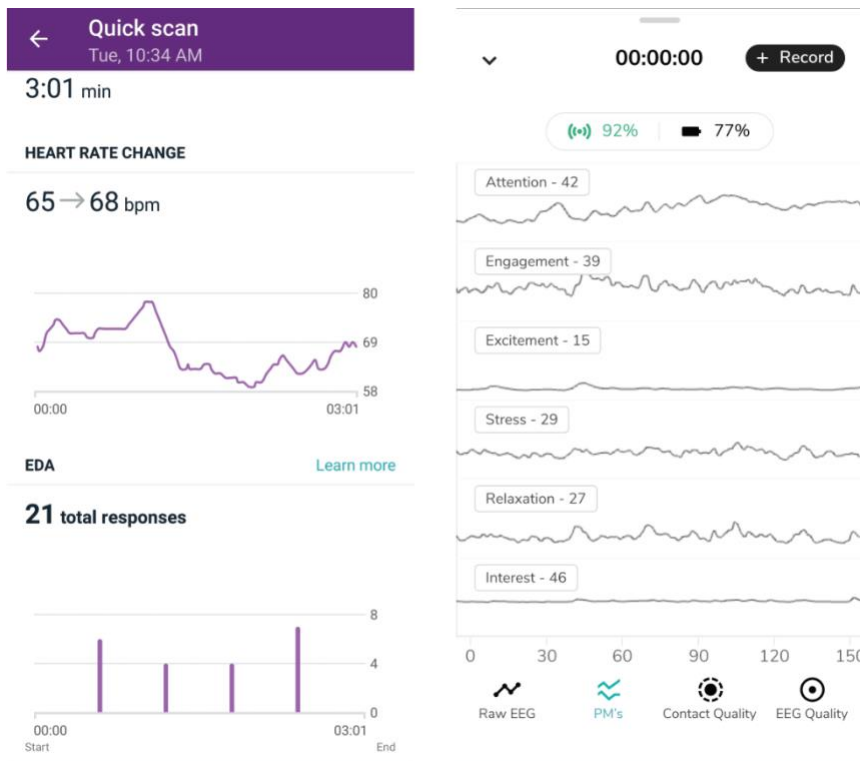 Quick scan
Tue, 10:34 AM
3:01 min
HEART RATE CHANGE
65 → 68 bpm
80
69
58
00:00 03:01
EDA Learn more
21 total responses
8
4
0
00:00 03:01
Start End
00:00:00 + Record
92% 77%
Attention - 42
Engagement - 39
Excitement - 15
Stress - 29
Relaxation - 27
Interest - 46
0 30 60 90 120 150
Raw EEG PM's Contact Quality EEG Quality